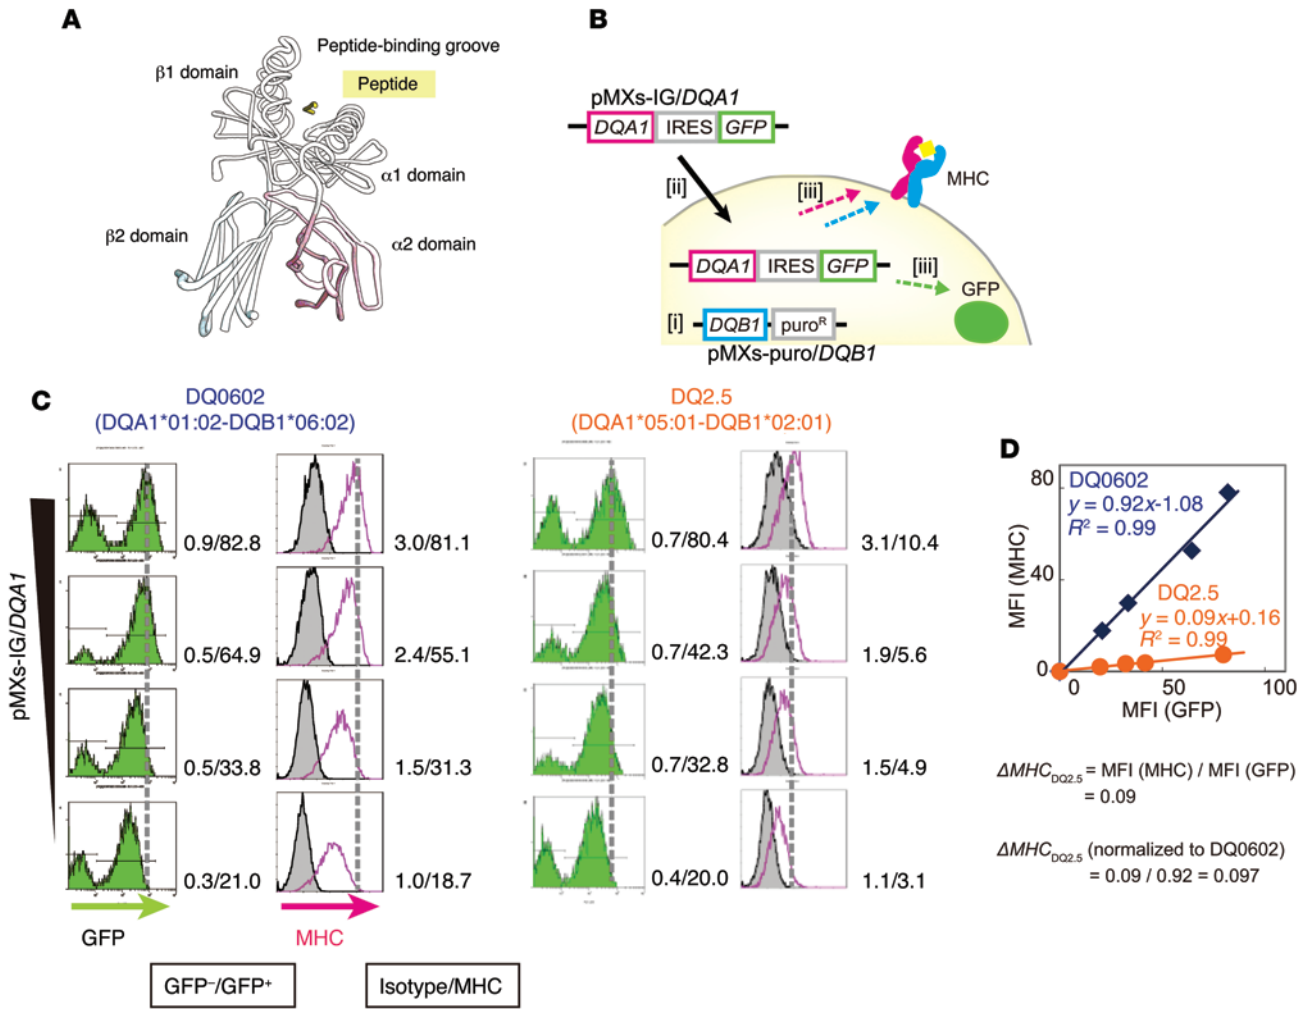 A
Peptide-binding groove
β1 domain
Peptide
α1 domain
β2 domain
α2 domain
B
pMXs-IG/DQA1
DQA1 IRES GFP
[ii]
[iii]
MHC
DQA1 IRES GFP
[iii]
GFP
[i]
DQB1 puroᴿ
pMXs-puro/DQB1
C
DQ0602
(DQA1*01:02-DQB1*06:02)
DQ2.5
(DQA1*05:01-DQB1*02:01)
pMXs-IG/DQA1
0.9/82.8 3.0/81.1 0.7/80.4 3.1/10.4
0.5/64.9 2.4/55.1 0.7/42.3 1.9/5.6
0.5/33.8 1.5/31.3 0.7/32.8 1.5/4.9
0.3/21.0 1.0/18.7 0.4/20.0 1.1/3.1
GFP
MHC
GFP⁻/GFP⁺
Isotype/MHC
D
80
40
0
MFI (MHC)
DQ0602
y = 0.92x-1.08
R² = 0.99
DQ2.5
y = 0.09x+0.16
R² = 0.99
0 50 100
MFI (GFP)
ΔMHC_DQ2.5 = MFI (MHC) / MFI (GFP)
= 0.09
ΔMHC_DQ2.5 (normalized to DQ0602)
= 0.09 / 0.92 = 0.097